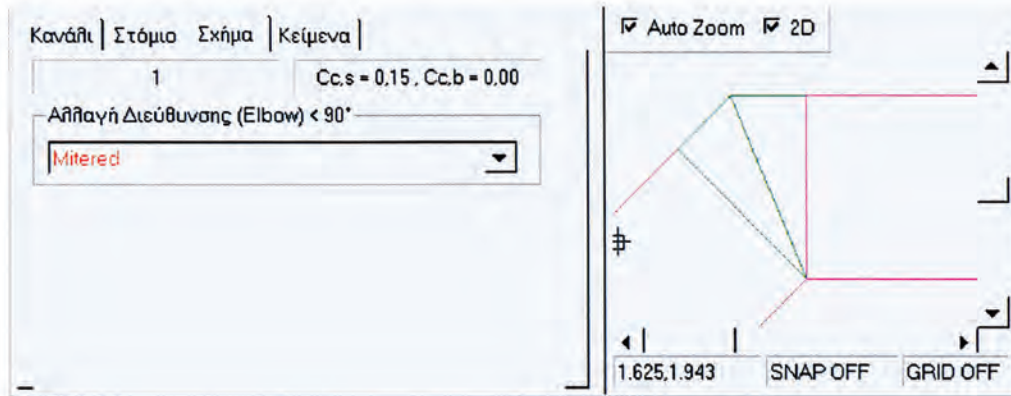 Κανάλι Στόμιο Σχήμα Κείμενα
1 Cc,s = 0,15 , Cc,b = 0,00
Αλλαγή Διεύθυνσης (Elbow) < 90°
Mitered
Auto Zoom 2D
1.625,1.943 SNAP OFF GRID OFF